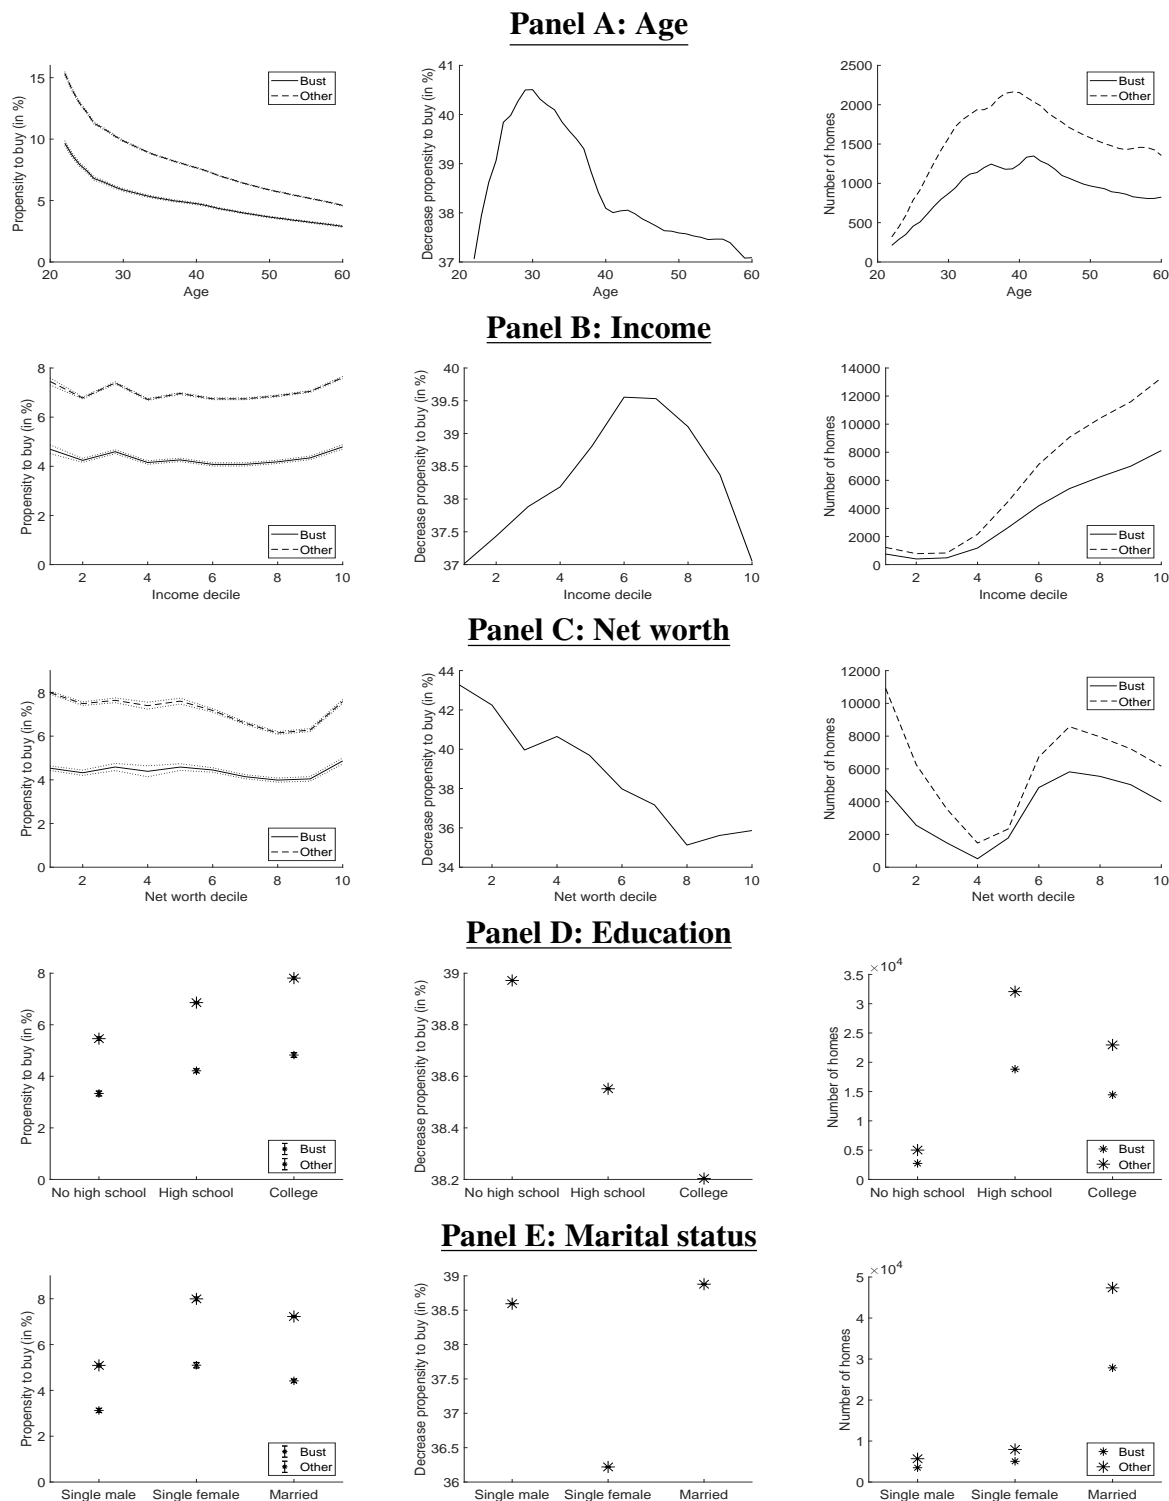 Panel A: Age
Propensity to buy (in %)
15
10
5
0
20 30 40 50 60
Age
Bust
Other
Decrease propensity to buy (in %)
41
40
39
38
37
20 30 40 50 60
Age
Number of homes
2500
2000
1500
1000
500
0
20 30 40 50 60
Age
Bust
Other
Panel B: Income
Propensity to buy (in %)
8
6
4
2
0
2 4 6 8 10
Income decile
Bust
Other
Decrease propensity to buy (in %)
40
39.5
39
38.5
38
37.5
37
2 4 6 8 10
Income decile
Number of homes
14000
12000
10000
8000
6000
4000
2000
0
2 4 6 8 10
Income decile
Bust
Other
Panel C: Net worth
Propensity to buy (in %)
8
6
4
2
0
2 4 6 8 10
Net worth decile
Bust
Other
Decrease propensity to buy (in %)
44
42
40
38
36
34
2 4 6 8 10
Net worth decile
Number of homes
12000
10000
8000
6000
4000
2000
0
2 4 6 8 10
Net worth decile
Bust
Other
Panel D: Education
Propensity to buy (in %)
8
6
4
2
0
No high school High school College
Bust
Other
Decrease propensity to buy (in %)
39
38.8
38.6
38.4
38.2
No high school High school College
Number of homes
×10⁴
3.5
3
2.5
2
1.5
1
0.5
0
No high school High school College
Bust
Other
Panel E: Marital status
Propensity to buy (in %)
8
6
4
2
0
Single male Single female Married
Bust
Other
Decrease propensity to buy (in %)
39
38.5
38
37.5
37
36.5
36
Single male Single female Married
Number of homes
×10⁴
5
4
3
2
1
0
Single male Single female Married
Bust
Other